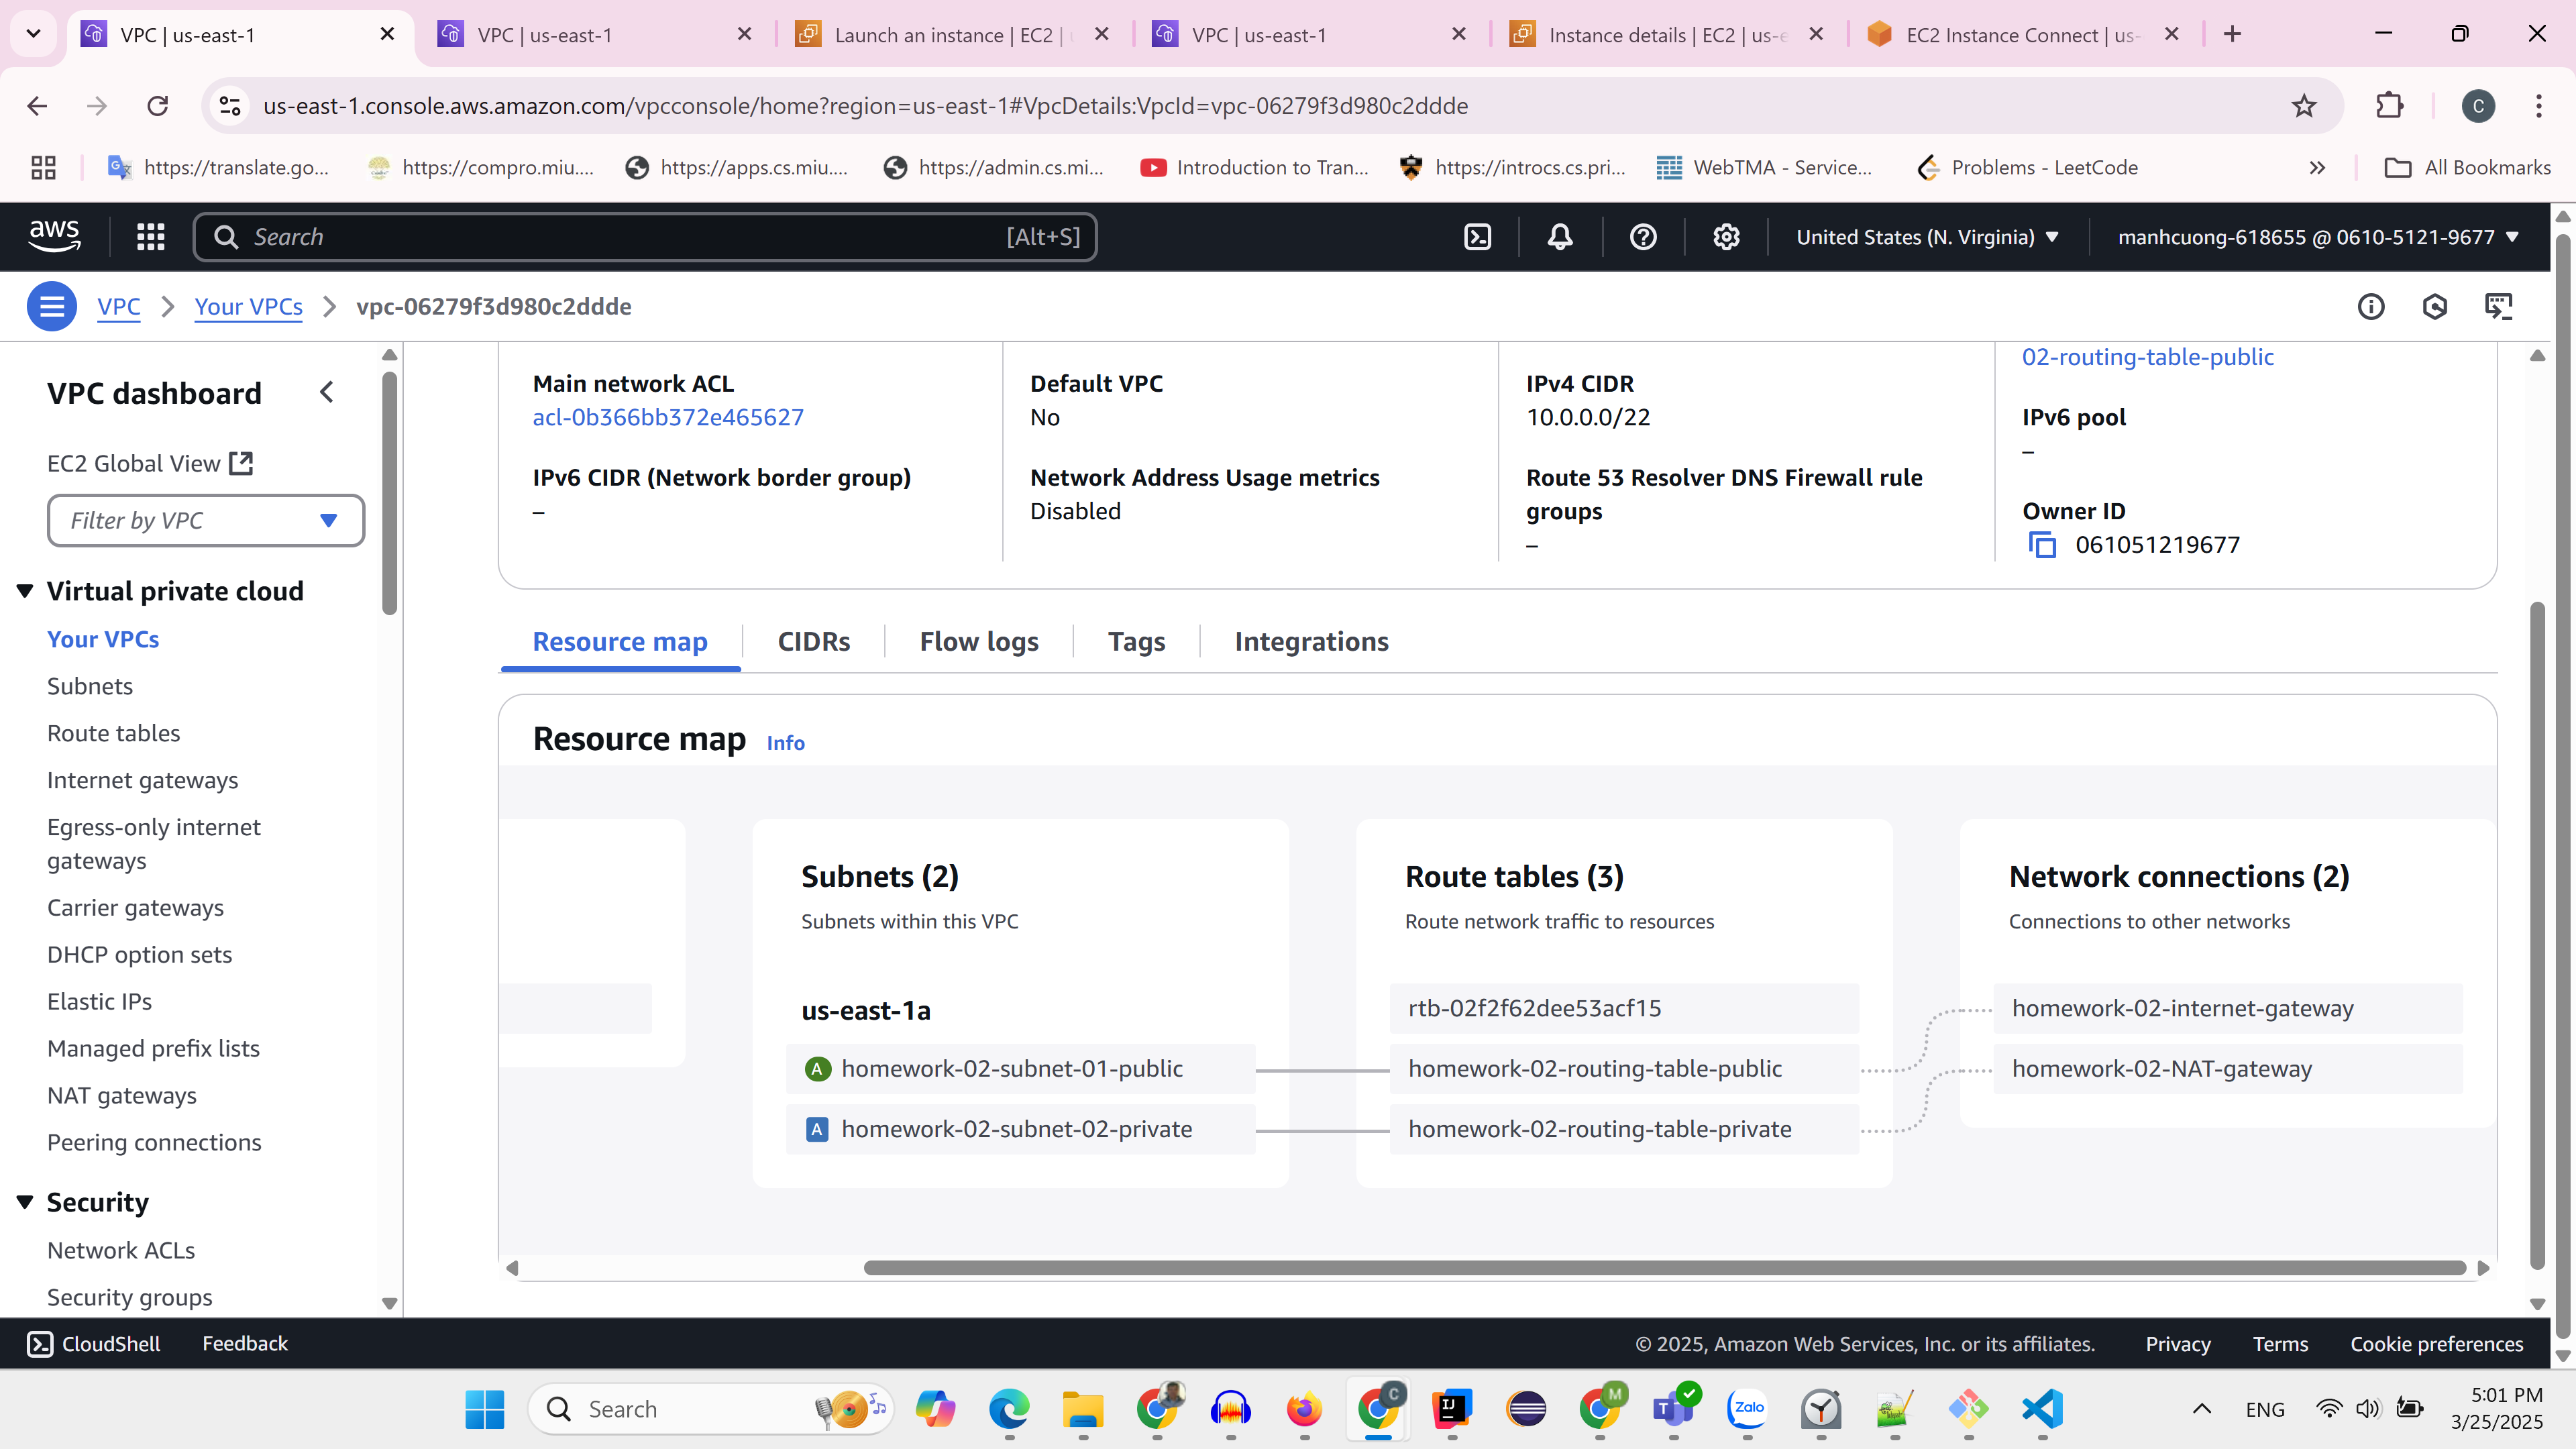 VPC | us-east-1
VPC | us-east-1
Launch an instance | EC2 |
VPC | us-east-1
Instance details | EC2 | us-e
EC2 Instance Connect | us-
us-east-1.console.aws.amazon.com/vpcconsole/home?region=us-east-1#VpcDetails:VpcId=vpc-06279f3d980c2ddde
C
https://translate.go...
https://compro.miu....
https://apps.cs.miu....
https://admin.cs.mi...
Introduction to Tran...
https://introcs.cs.pri...
WebTMA - Service...
Problems - LeetCode
All Bookmarks
aws
Search
[Alt+S]
United States (N. Virginia)
manhcuong-618655 @ 0610-5121-9677
VPC
Your VPCs
vpc-06279f3d980c2ddde
VPC dashboard
EC2 Global View
Filter by VPC
Virtual private cloud
Your VPCs
Subnets
Route tables
Internet gateways
Egress-only internet
gateways
Carrier gateways
DHCP option sets
Elastic IPs
Managed prefix lists
NAT gateways
Peering connections
Security
Network ACLs
Security groups
Main network ACL
acl-0b366bb372e465627
IPv6 CIDR (Network border group)
–
Default VPC
No
Network Address Usage metrics
Disabled
IPv4 CIDR
10.0.0.0/22
Route 53 Resolver DNS Firewall rule
groups
–
02-routing-table-public
IPv6 pool
–
Owner ID
061051219677
Resource map
CIDRs
Flow logs
Tags
Integrations
Resource map Info
Subnets (2)
Subnets within this VPC
us-east-1a
A homework-02-subnet-01-public
A homework-02-subnet-02-private
Route tables (3)
Route network traffic to resources
rtb-02f2f62dee53acf15
homework-02-routing-table-public
homework-02-routing-table-private
Network connections (2)
Connections to other networks
homework-02-internet-gateway
homework-02-NAT-gateway
CloudShell
Feedback
© 2025, Amazon Web Services, Inc. or its affiliates.
Privacy
Terms
Cookie preferences
Search
C
IJ
M
T
Zalo
ENG
5:01 PM
3/25/2025